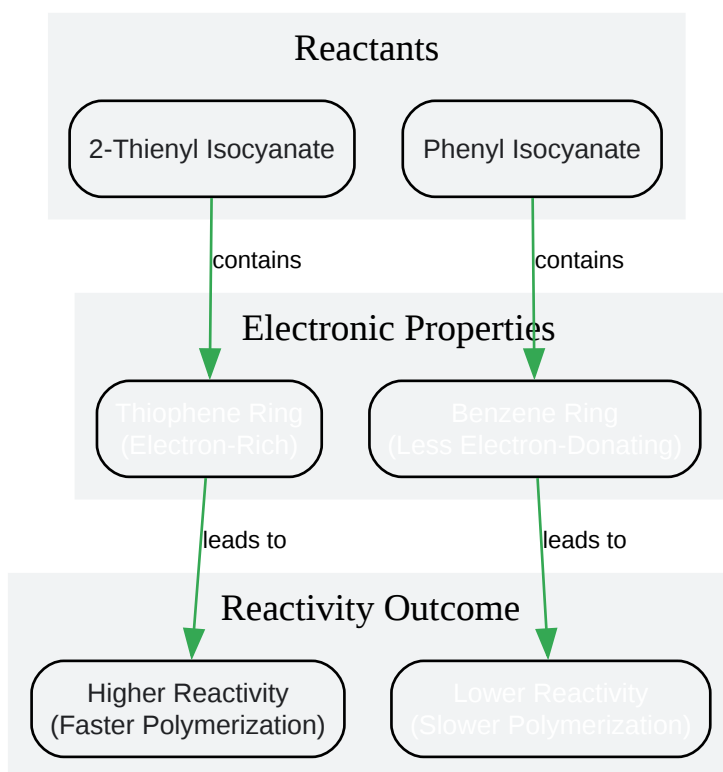 Reactants
2-Thienyl Isocyanate
Phenyl Isocyanate
contains
contains
Electronic Properties
Thiophene Ring
(Electron-Rich)
Benzene Ring
(Less Electron-Donating)
leads to
leads to
Reactivity Outcome
Higher Reactivity
(Faster Polymerization)
Lower Reactivity
(Slower Polymerization)